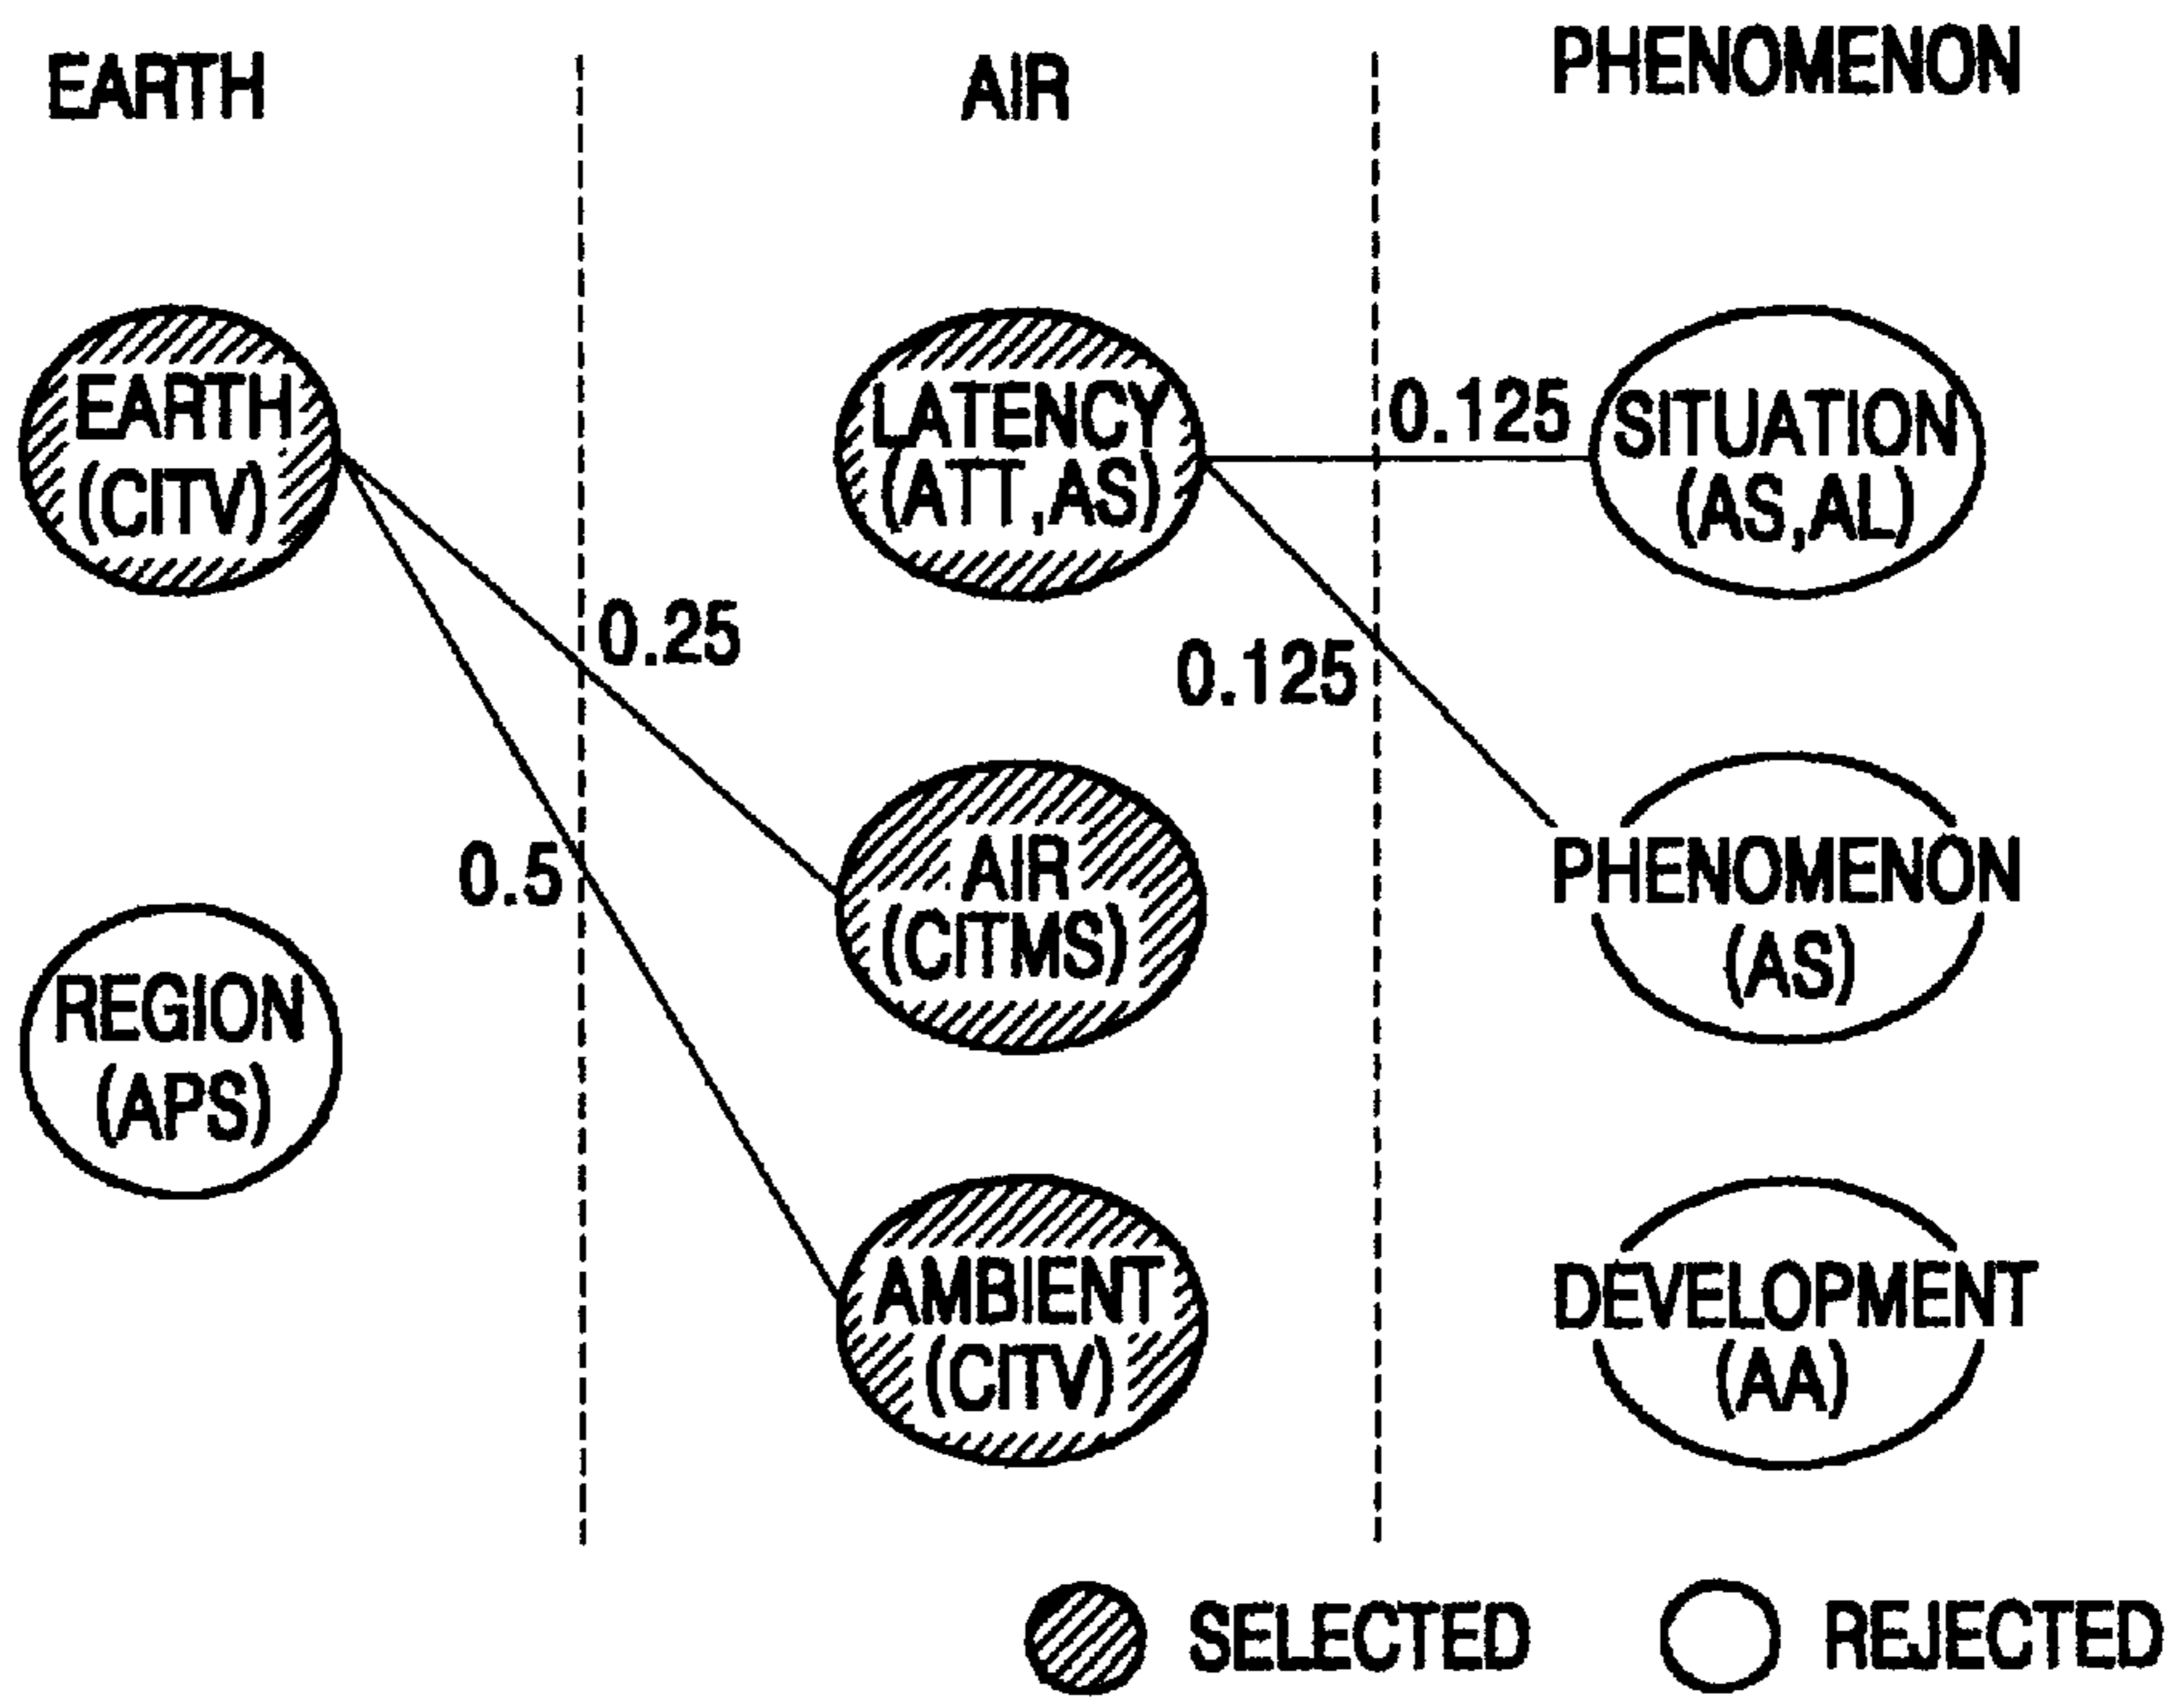 EARTH
AIR
PHENOMENON
EARTH
(CITV)
LATENCY
(ATT,AS)
0.125
SITUATION
(AS,AL)
0.25
0.125
0.5
AIR
(CITMS)
PHENOMENON
(AS)
REGION
(APS)
AMBIENT
(CITV)
DEVELOPMENT
(AA)
SELECTED
REJECTED